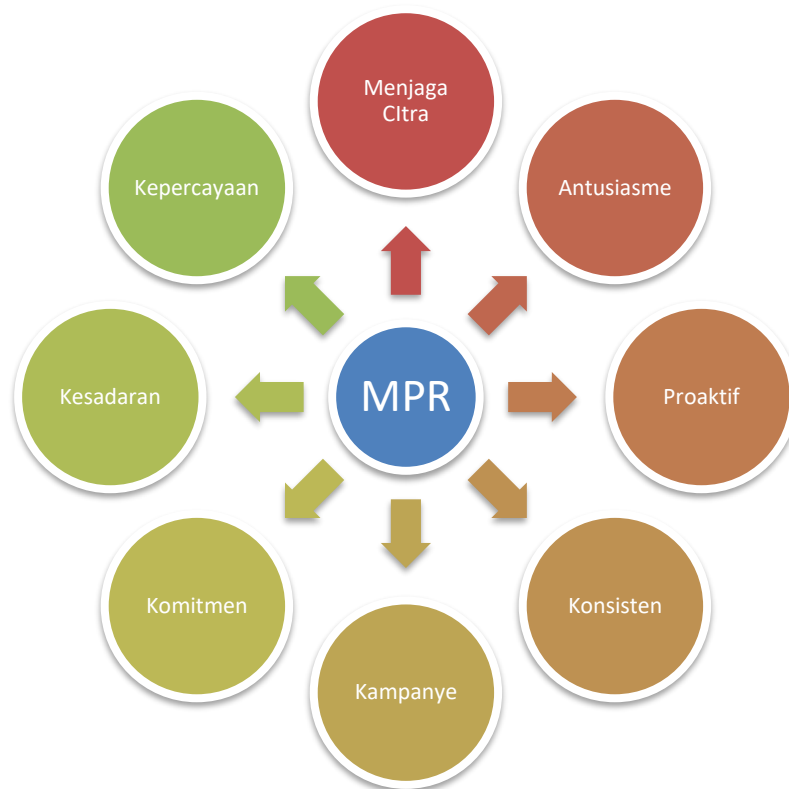 Menjaga
CItra
Antusiasme
Proaktif
Konsisten
Kampanye
Komitmen
Kesadaran
Kepercayaan
MPR